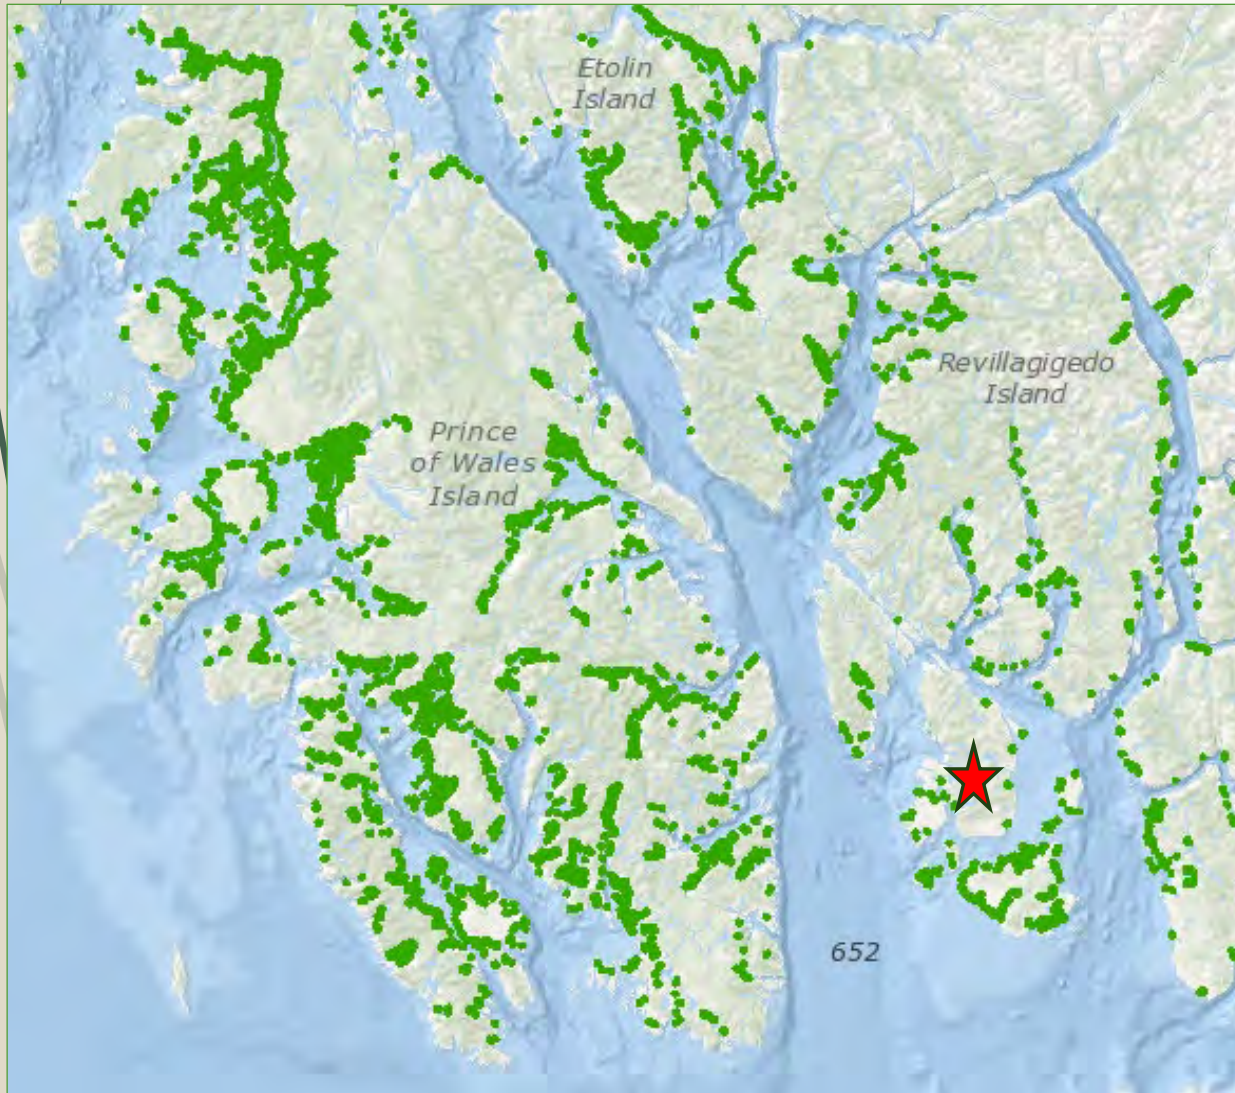 Etolin
Island
Revillagigedo
Island
Prince
of Wales
Island
652